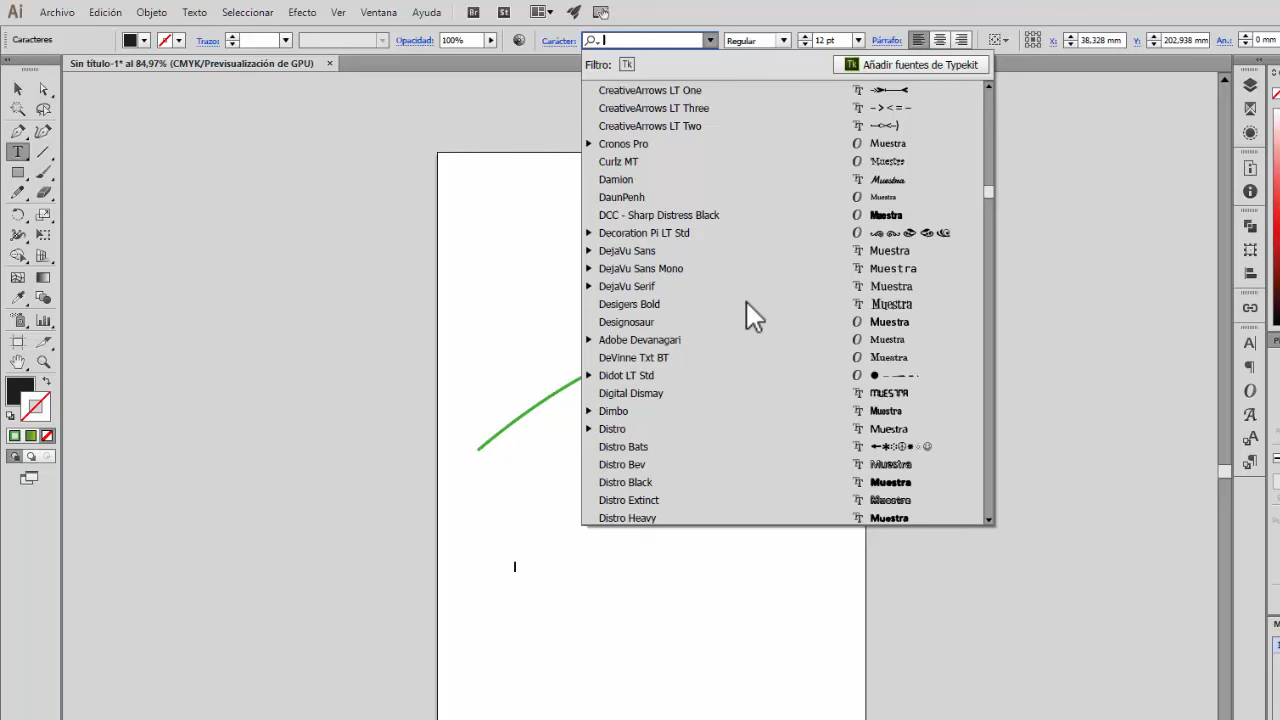 Ai Archivo Edición Objeto Texto Seleccionar Efecto Ver Ventana Ayuda Br St
Caracteres Trazo: Opacidad: 100% Carácter: Regular 12 pt Párrafo: X: 38,328 mm Y: 202,938 mm An.: 0 mm
Sin título-1* al 84,97% (CMYK/Previsualización de GPU) ×
Filtro: Tk Tk Añadir fuentes de Typekit
CreativeArrows LT One
CreativeArrows LT Three
CreativeArrows LT Two
Cronos Pro Muestra
Curlz MT Muestra
Damion Muestra
DaunPenh Muestra
DCC - Sharp Distress Black Muestra
Decoration Pi LT Std
DejaVu Sans Muestra
DejaVu Sans Mono Muestra
DejaVu Serif Muestra
Desigers Bold Muestra
Designosaur Muestra
Adobe Devanagari Muestra
DeVinne Txt BT Muestra
Didot LT Std
Digital Dismay MUESTRA
Dimbo Muestra
Distro Muestra
Distro Bats
Distro Bev Muestra
Distro Black Muestra
Distro Extinct Muestra
Distro Heavy Muestra